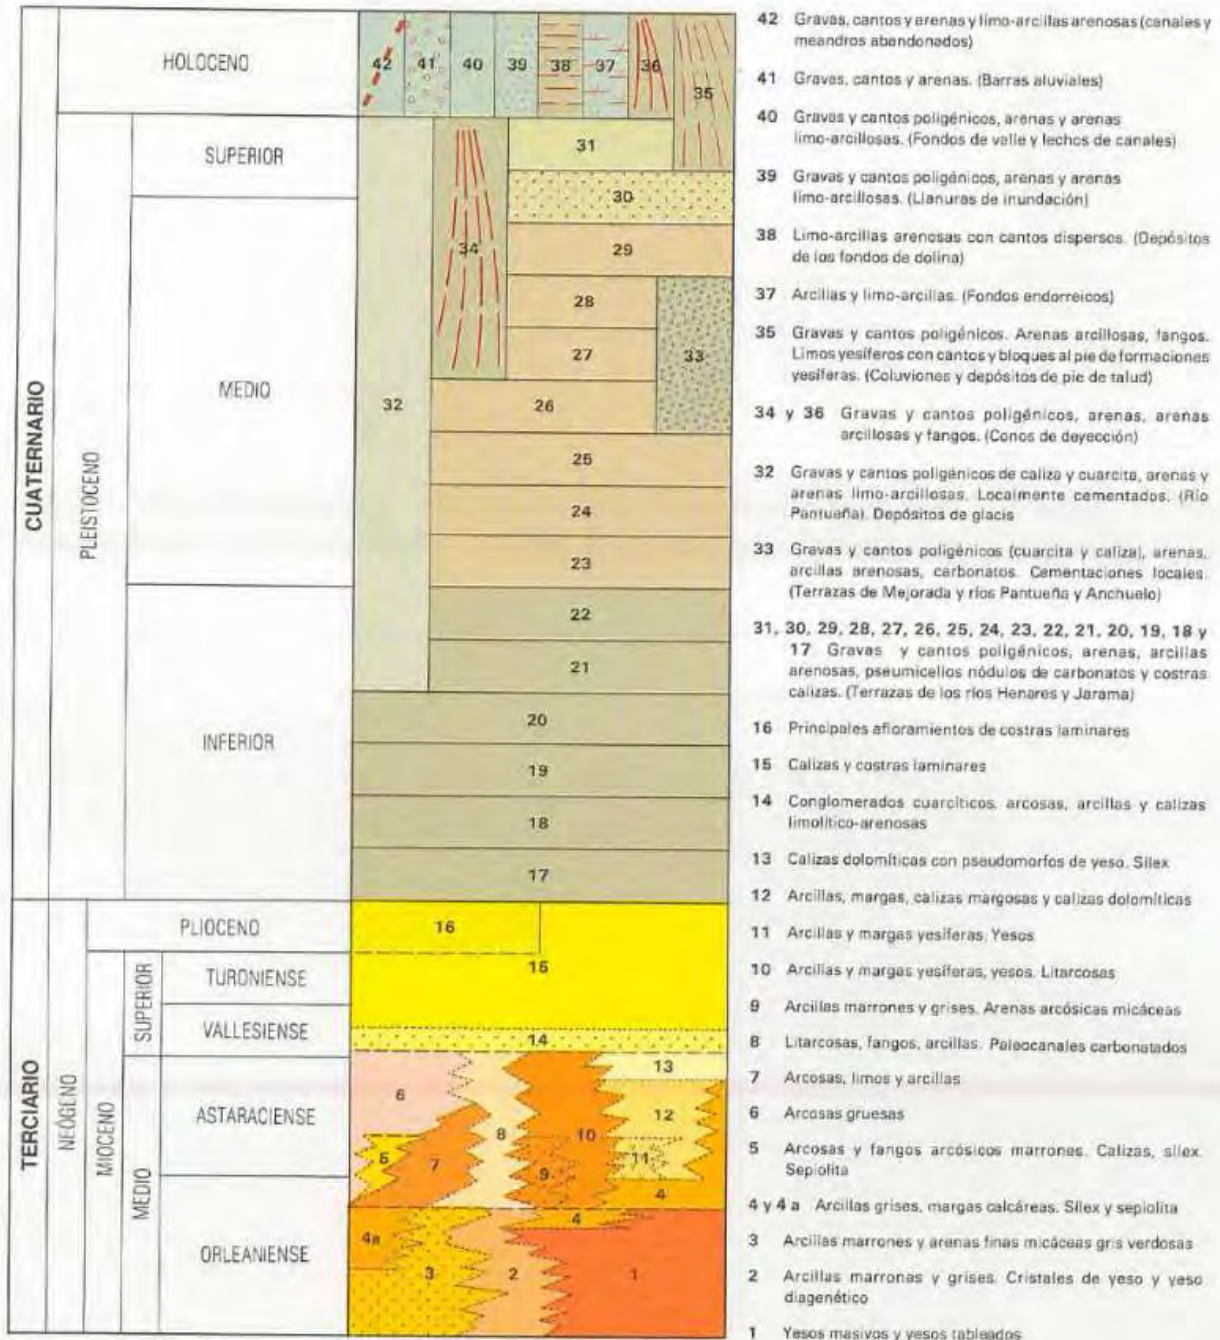 HOLOCENO
SUPERIOR
MEDIO
INFERIOR
PLEISTOCENO
CUATERNARIO
PLIOCENO
TURONIENSE
VALLESIENSE
ASTARACIENSE
ORLEANIENSE
SUPERIOR
MEDIO
MIOCENO
NEÓGENO
TERCIARIO
42 41 40 39 38 37 36 35
31
30
34 29
28
27 33
32 26
25
24
23
22
21
20
19
18
17
16
15
14
13
6 12
8 10
5 7 9 11
4
4
4a
3 2 1
42 Gravas, cantos y arenas y limo-arcillas arenosas (canales y
meandros abandonados)
41 Gravas, cantos y arenas. (Barras aluviales)
40 Gravas y cantos poligénicos, arenas y arenas
limo-arcillosas. (Fondos de valle y lechos de canales)
39 Gravas y cantos poligénicos, arenas y arenas
limo-arcillosas. (Llanuras de inundación)
38 Limo-arcillas arenosas con cantos dispersos. (Depósitos
de los fondos de dolina)
37 Arcillas y limo-arcillas. (Fondos endorreicos)
35 Gravas y cantos poligénicos. Arenas arcillosas, fangos.
Limos yesíferos con cantos y bloques al pie de formaciones
yesíferas. (Coluviones y depósitos de pie de talud)
34 y 36 Gravas y cantos poligénicos, arenas, arenas
arcillosas y fangos. (Conos de deyección)
32 Gravas y cantos poligénicos de caliza y cuarcita, arenas y
arenas limo-arcillosas. Localmente cementados. (Río
Pantueña). Depósitos de glacis
33 Gravas y cantos poligénicos (cuarcita y caliza), arenas,
arcillas arenosas, carbonatos. Cementaciones locales.
(Terrazas de Mejorada y ríos Pantueña y Anchuelo)
31, 30, 29, 28, 27, 26, 25, 24, 23, 22, 21, 20, 19, 18 y
17 Gravas y cantos poligénicos, arenas, arcillas
arenosas, pseumicelios nódulos de carbonatos y costras
calizas. (Terrazas de los ríos Henares y Jarama)
16 Principales afloramientos de costras laminares
15 Calizas y costras laminares
14 Conglomerados cuarcíticos, arcosas, arcillas y calizas
limolítico-arenosas
13 Calizas dolomíticas con pseudomorfos de yeso. Sílex
12 Arcillas, margas, calizas margosas y calizas dolomíticas
11 Arcillas y margas yesíferas. Yesos
10 Arcillas y margas yesíferas, yesos. Litarcosas
9 Arcillas marrones y grises. Arenas arcósicas micáceas
8 Litarcosas, fangos, arcillas. Paleocanales carbonatados
7 Arcosas, limos y arcillas
6 Arcosas gruesas
5 Arcosas y fangos arcósicos marrones. Calizas, sílex.
Sepiolita
4 y 4 a Arcillas grises, margas calcáreas. Sílex y sepiolita
3 Arcillas marrones y arenas finas micáceas gris verdosas
2 Arcillas marronas y grises. Cristales de yeso y yeso
diagenético
1 Yesos masivos y yesos tableados